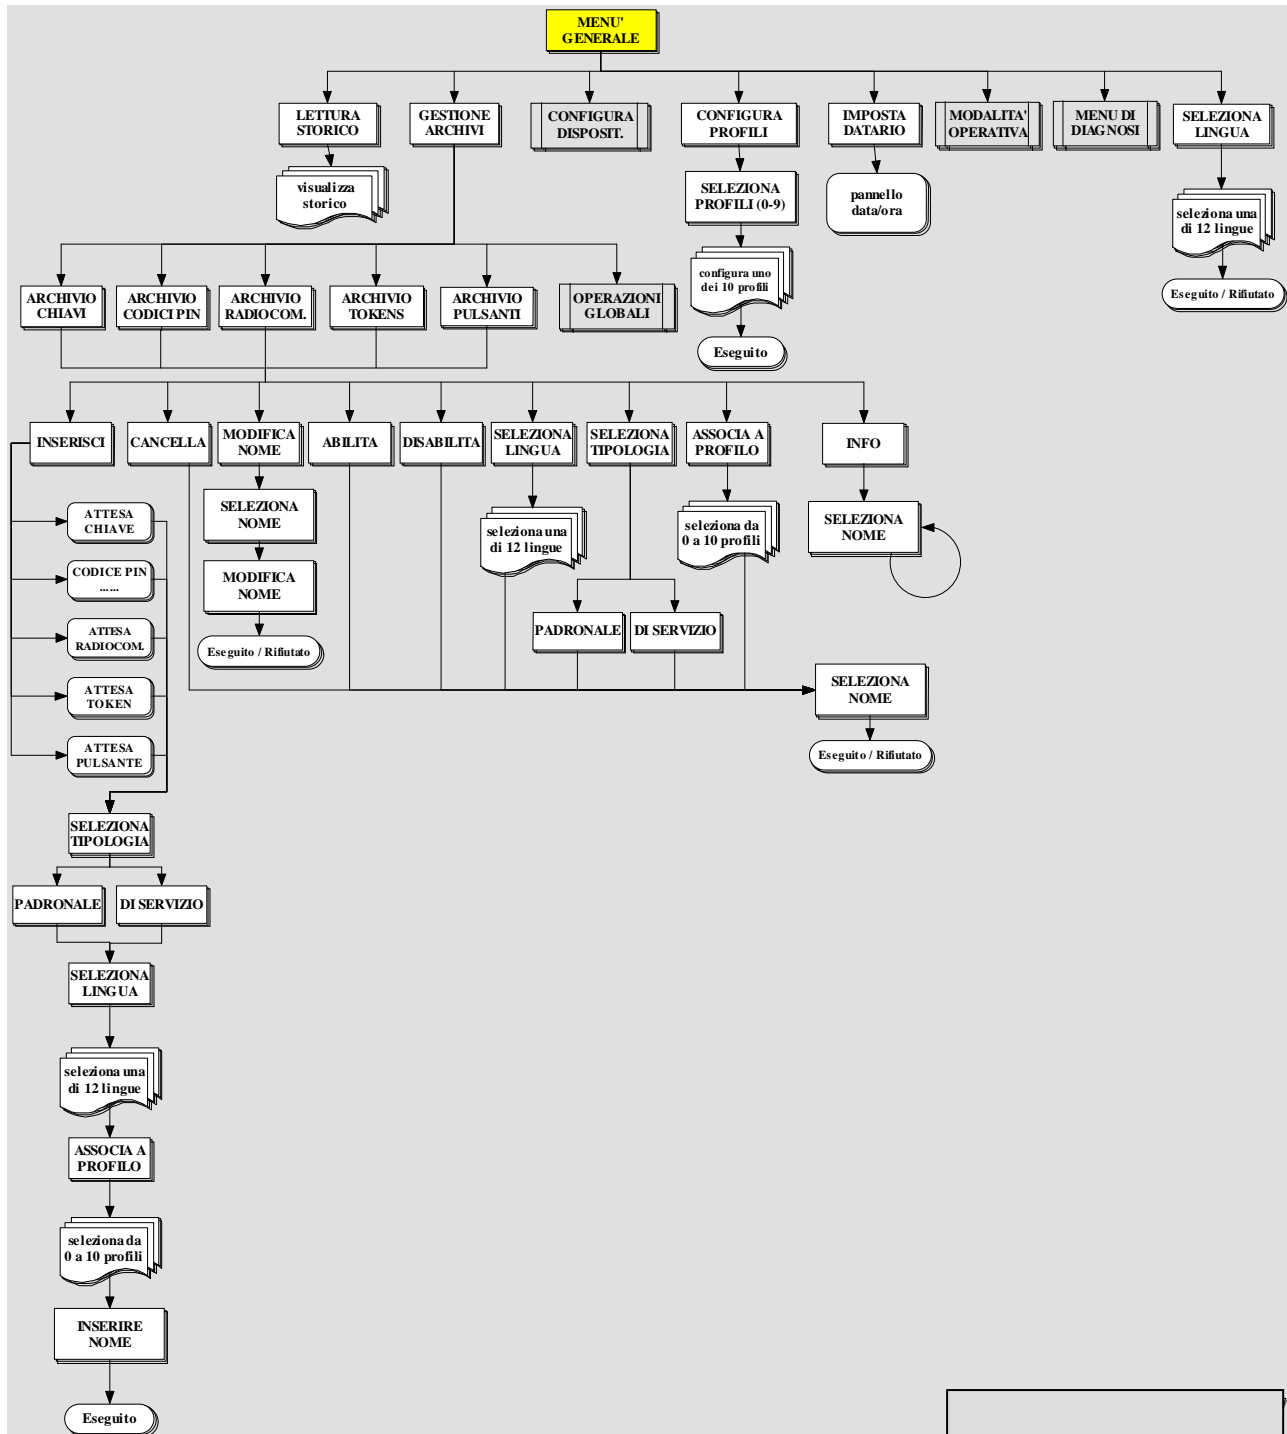 MENU'
GENERALE
LETTURA
STORICO
GESTIONE
ARCHIVI
CONFIGURA
DISPOSIT.
CONFIGURA
PROFILI
IMPOSTA
DATARIO
MODALITA'
OPERATIVA
MENU DI
DIAGNOSI
SELEZIONA
LINGUA
visualizza
storico
SELEZIONA
PROFILI (0-9)
pannello
data/ora
seleziona una
di 12 lingue
configura uno
dei 10 profili
Eseguito / Rifiutato
ARCHIVIO
CHIAVI
ARCHIVIO
CODICI PIN
ARCHIVIO
RADIOCOM.
ARCHIVIO
TOKENS
ARCHIVIO
PULSANTI
OPERAZIONI
GLOBALI
Eseguito
INSERISCI
CANCELLA
MODIFICA
NOME
ABILITA
DISABILITA
SELEZIONA
LINGUA
SELEZIONA
TIPOLOGIA
ASSOCIA A
PROFILO
INFO
ATTESA
CHIAVE
SELEZIONA
NOME
seleziona una
di 12 lingue
seleziona da
0 a 10 profili
SELEZIONA
NOME
CODICE PIN
......
MODIFICA
NOME
ATTESA
RADIOCOM.
Eseguito / Rifiutato
PADRONALE
DI SERVIZIO
ATTESA
TOKEN
SELEZIONA
NOME
ATTESA
PULSANTE
Eseguito / Rifiutato
SELEZIONA
TIPOLOGIA
PADRONALE
DI SERVIZIO
SELEZIONA
LINGUA
seleziona una
di 12 lingue
ASSOCIA A
PROFILO
seleziona da
0 a 10 profili
INSERIRE
NOME
Eseguito